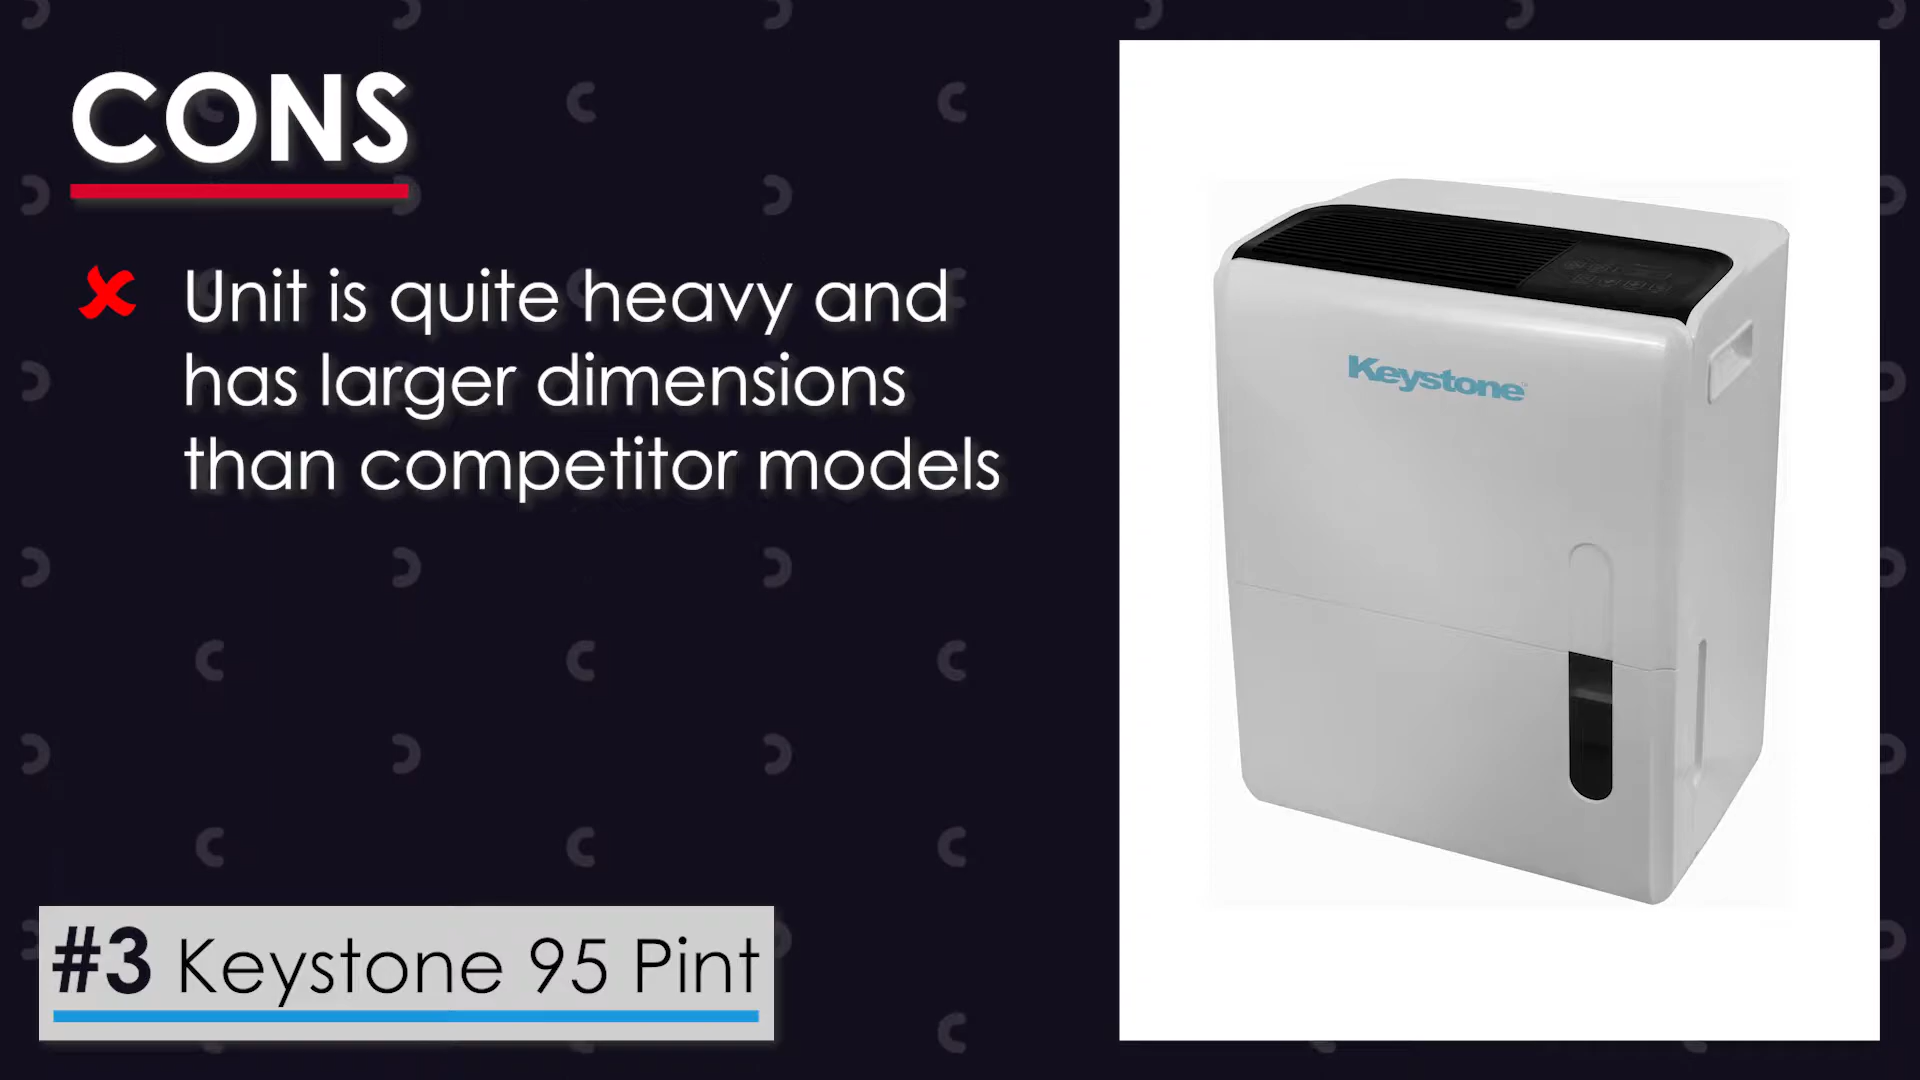 CONS
Unit is quite heavy and
has larger dimensions
than competitor models
Keystone
#3 Keystone 95 Pint